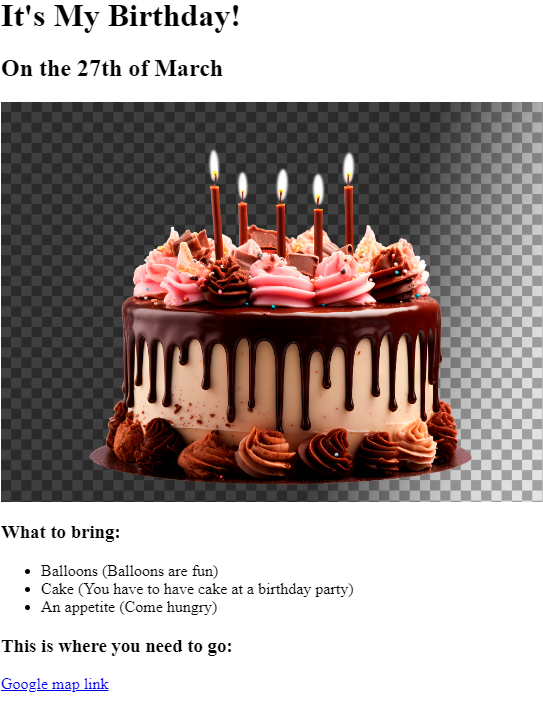 It's My Birthday!
On the 27th of March
What to bring:
Balloons (Balloons are fun)
Cake (You have to have cake at a birthday party)
An appetite (Come hungry)
This is where you need to go:
Google map link